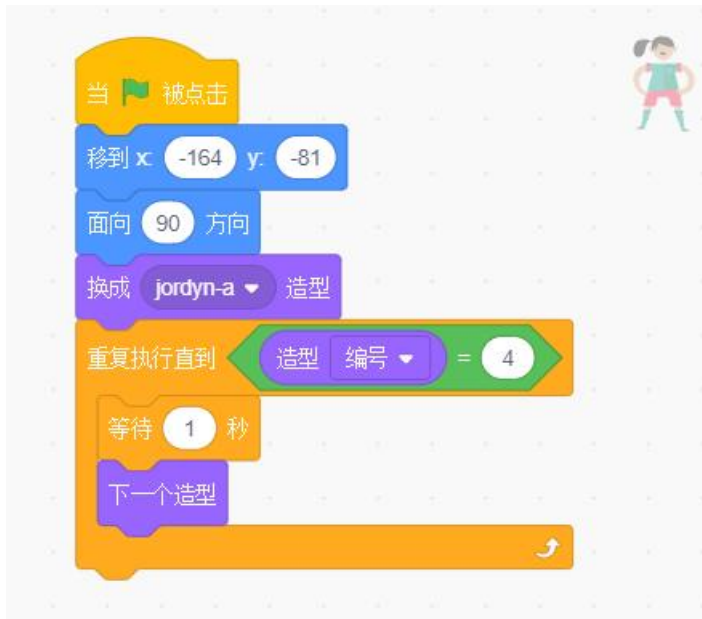 当 被点击
移到 x: -164 y: -81
面向 90 方向
换成 jordyn-a 造型
重复执行直到 造型 编号 = 4
等待 1 秒
下一个造型